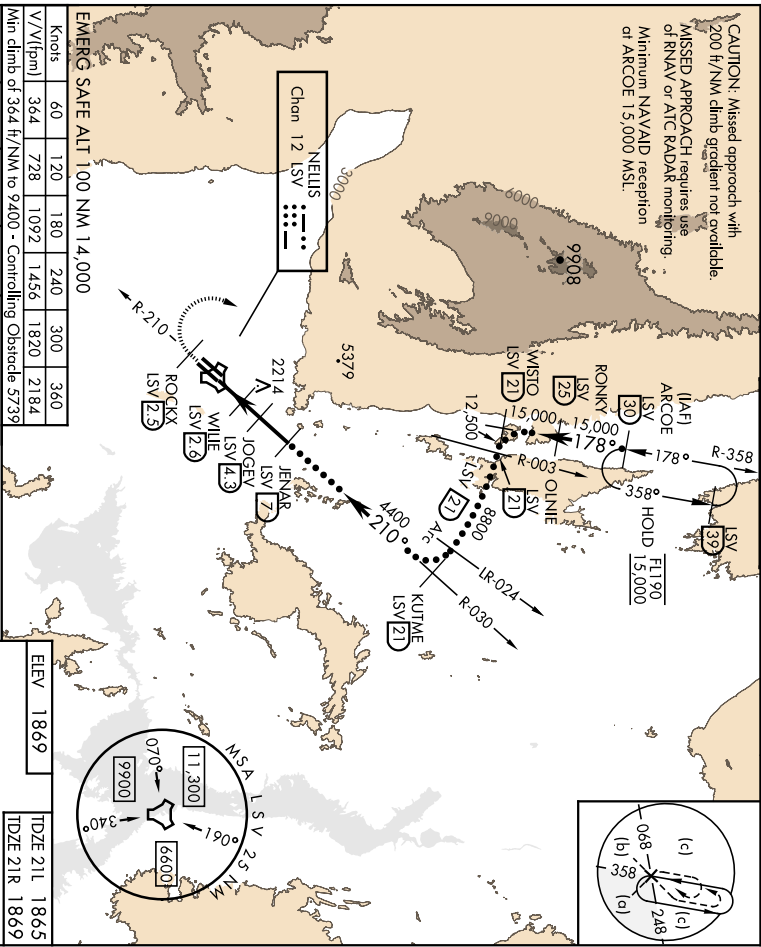 CAUTION: Missed approach with
200 ft/NM climb gradient not available.
MISSED APPROACH requires use
of RNAV or ATC RADAR monitoring.
Minimum NAVAID reception
at ARCOE 15,000 MSL.
6000
9000
9908
3000
5379
NELLIS
Chan 12 LSV
(IAF)
ARCOE
LSV
30
RONKY
LSV
25
WISTO
LSV
21
R-358
178°
358°
LSV
39
HOLD
FL190
15,000
15,000
178°
15,000
12,500
R-003
OLNIE
LSV
21
LSV
21
Arc
8800
LR-024
R-030
KUTME
LSV 21
4400
210°
JENAR
LSV 7
JOGEV
LSV 4.3
WILLIE
LSV 2.6
ROCKX
LSV 2.5
2214
R-210
(c)
(b)
(a)
(c)
068
358
248
MSA LSV 25 NM
11,300
070°
9900
190°
6600
340°
EMERG SAFE ALT 100 NM 14,000
Knots 60 120 180 240 300 360
V/V(fpm) 364 728 1092 1456 1820 2184
Min climb of 364 ft/NM to 9400 - Controlling Obstacle 5739
ELEV 1869
TDZE 21L 1865
TDZE 21R 1869